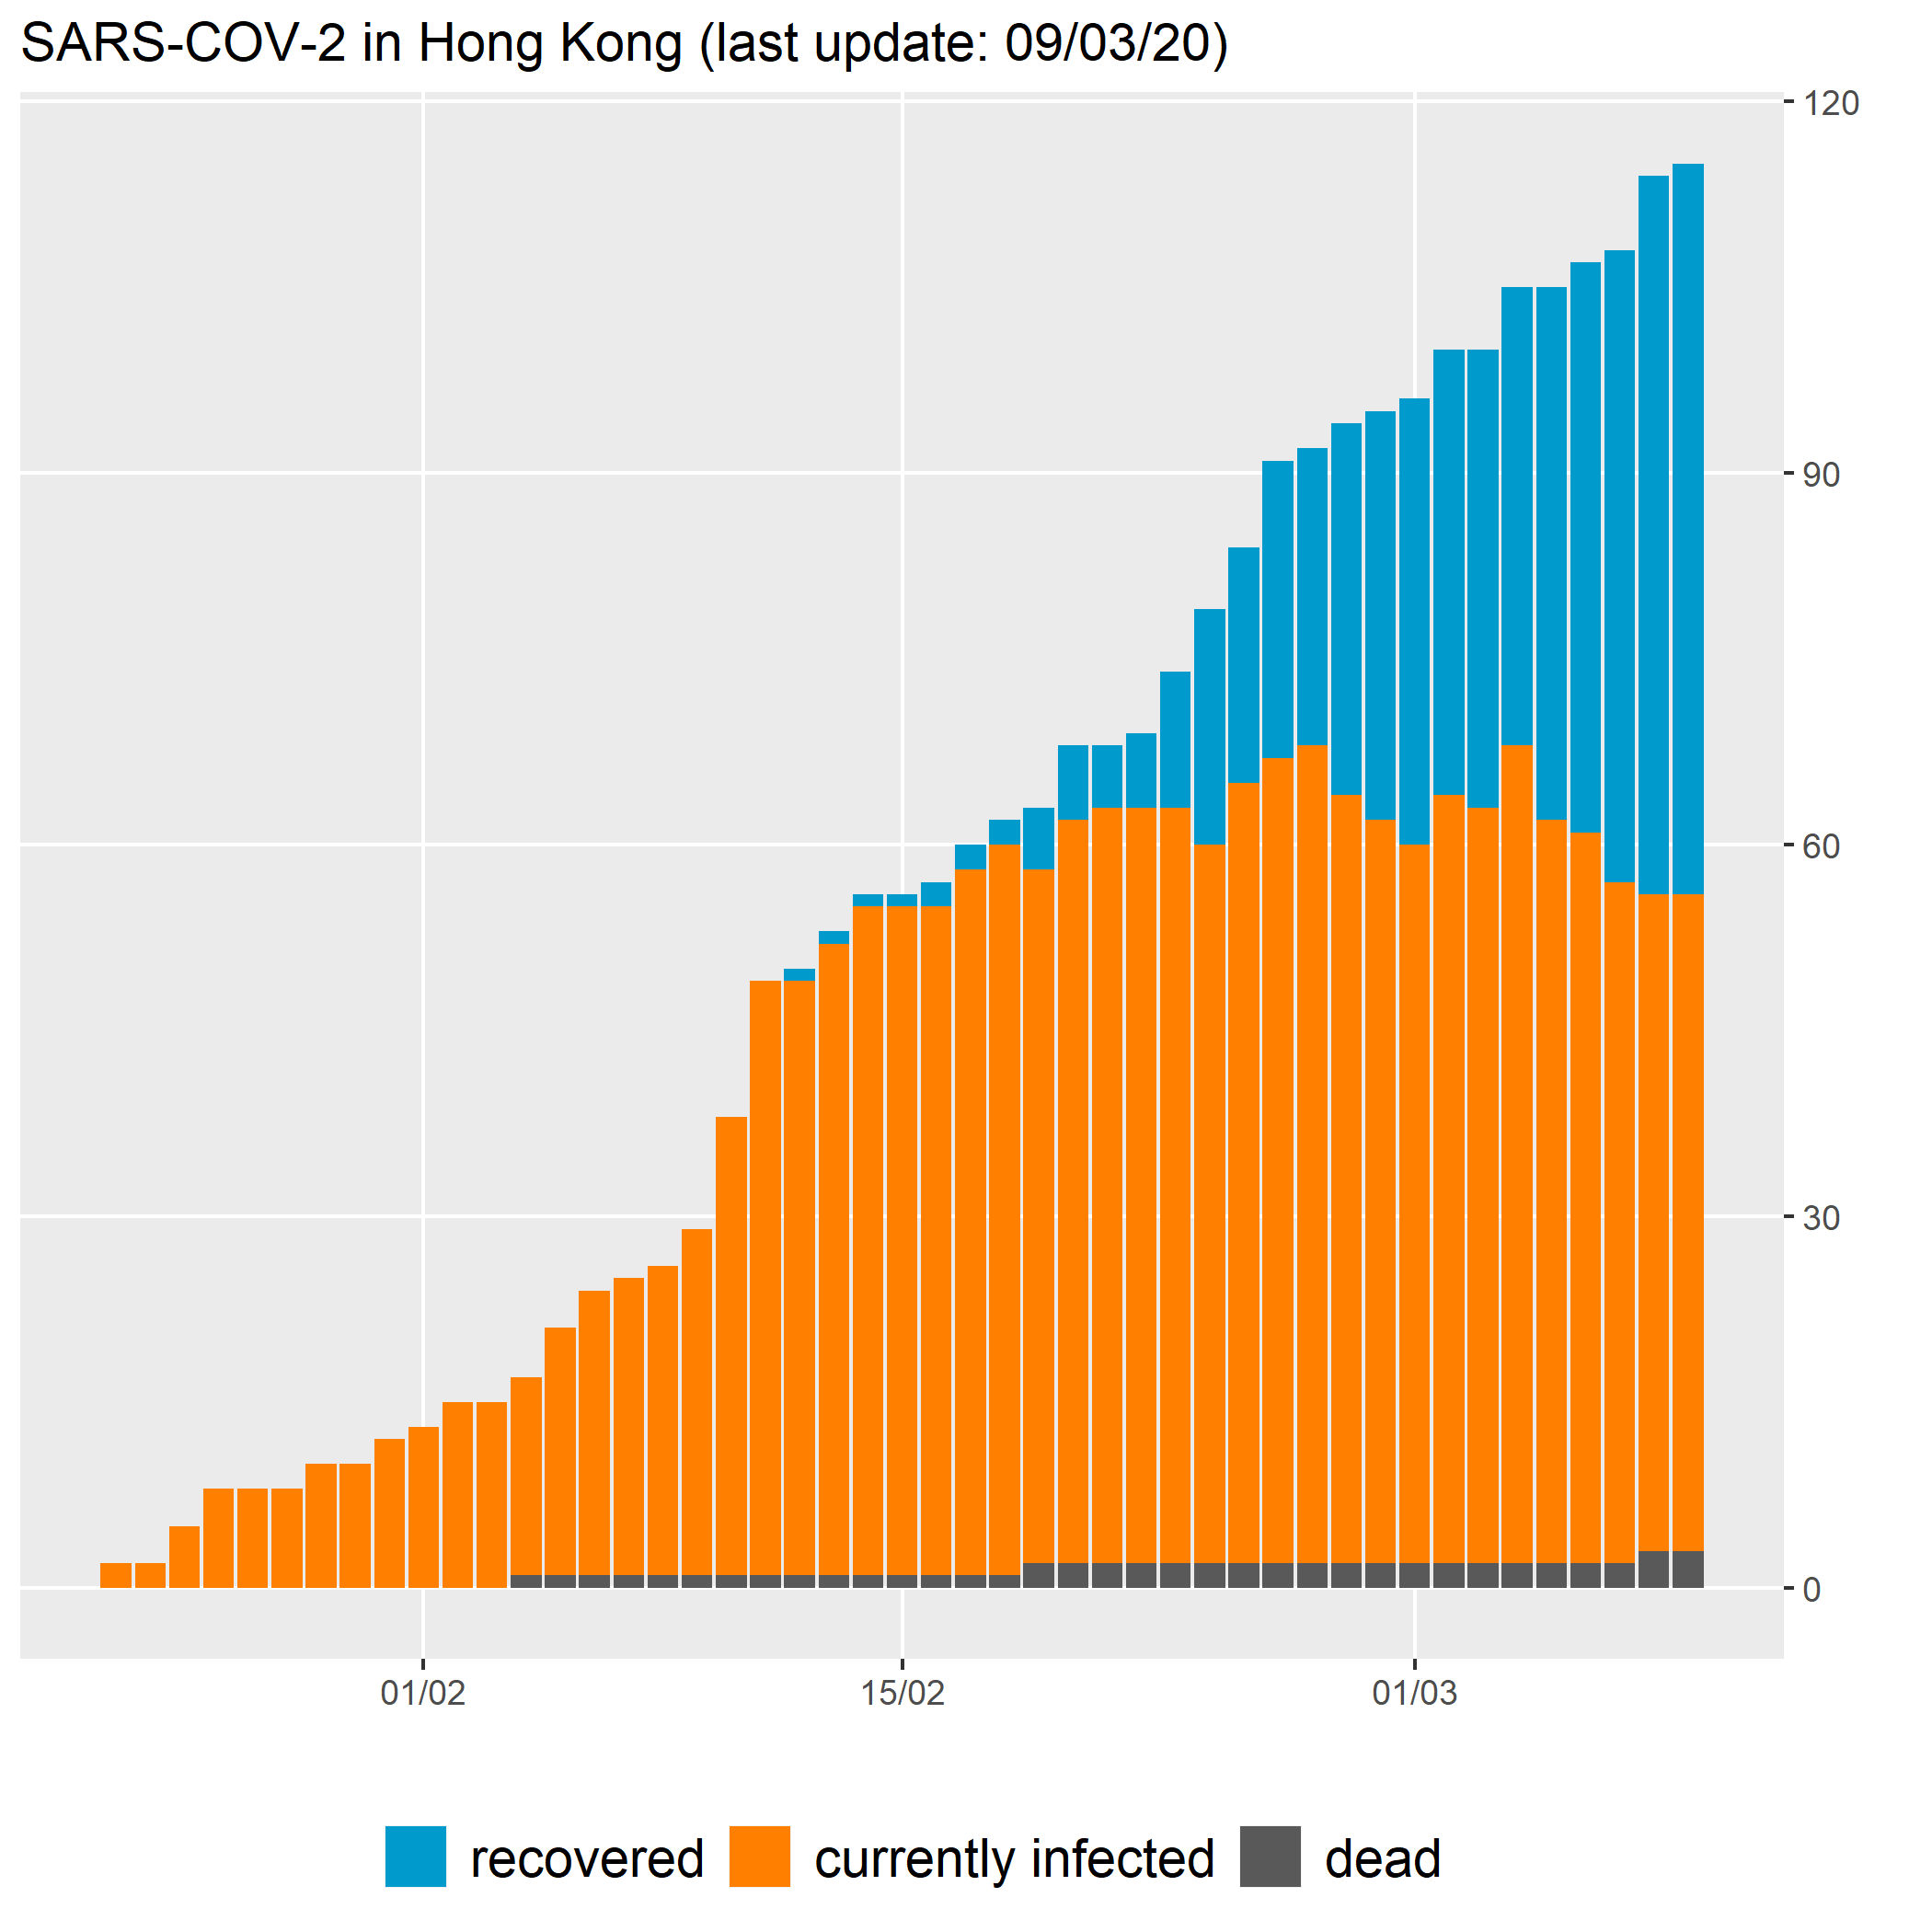 SARS-COV-2 in Hong Kong (last update: 09/03/20)
120
90
60
30
0
01/02 15/02 01/03
recovered currently infected dead